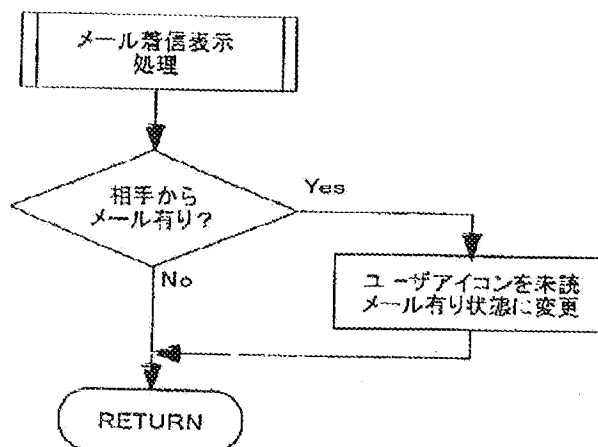 メール着信表示
処理
相手から
メール有り?
Yes
No
ユーザアイコンを未読
メール有り状態に変更
RETURN